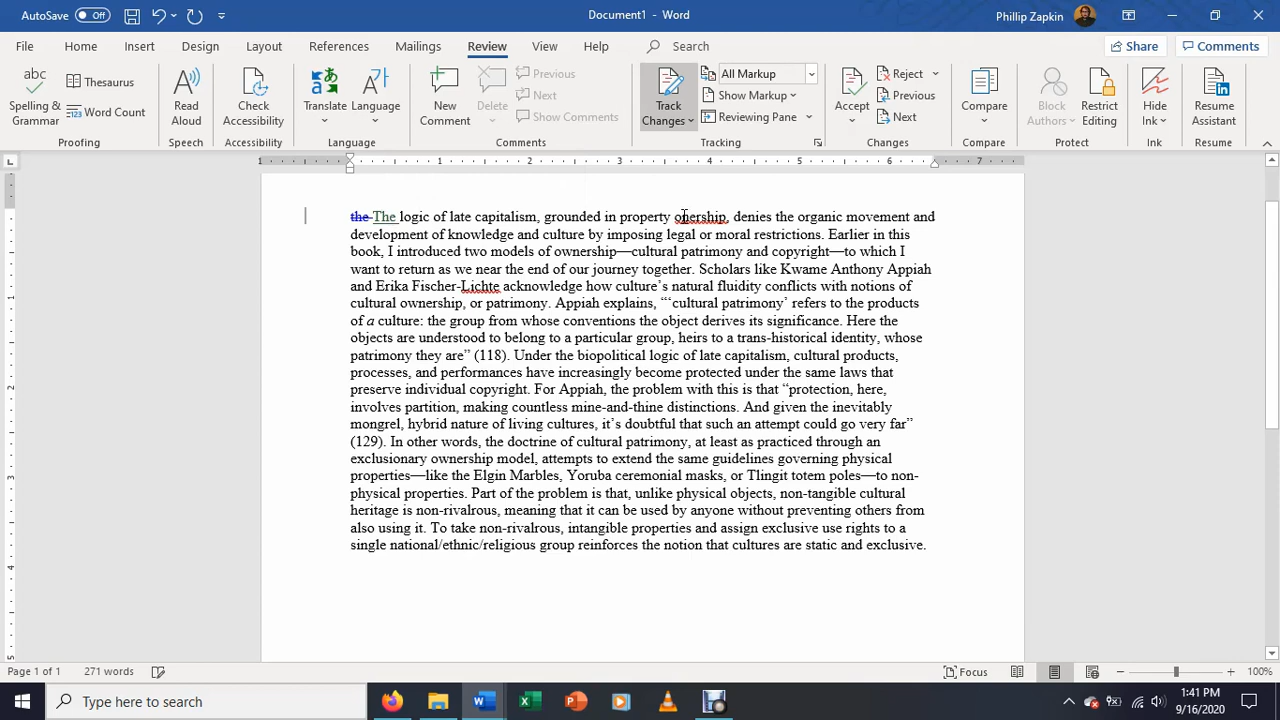 AutoSave Off
Document1 - Word
Phillip Zapkin
File Home Insert Design Layout References Mailings Review View Help Search
Share Comments
Spelling & Grammar
Thesaurus
Word Count
Proofing
Read Aloud
Speech
Check Accessibility
Accessibility
Translate
Language
Language
New Comment
Delete
Previous
Next
Show Comments
Comments
Track Changes
All Markup
Show Markup
Reviewing Pane
Tracking
Accept
Reject
Previous
Next
Changes
Compare
Compare
Block Authors
Restrict Editing
Protect
Hide Ink
Ink
Resume Assistant
Resume
1 1 2 3 4 5 6 7
the The logic of late capitalism, grounded in property onership, denies the organic movement and
development of knowledge and culture by imposing legal or moral restrictions. Earlier in this
book, I introduced two models of ownership—cultural patrimony and copyright—to which I
want to return as we near the end of our journey together. Scholars like Kwame Anthony Appiah
and Erika Fischer-Lichte acknowledge how culture’s natural fluidity conflicts with notions of
cultural ownership, or patrimony. Appiah explains, “‘cultural patrimony’ refers to the products
of a culture: the group from whose conventions the object derives its significance. Here the
objects are understood to belong to a particular group, heirs to a trans-historical identity, whose
patrimony they are” (118). Under the biopolitical logic of late capitalism, cultural products,
processes, and performances have increasingly become protected under the same laws that
preserve individual copyright. For Appiah, the problem with this is that “protection, here,
involves partition, making countless mine-and-thine distinctions. And given the inevitably
mongrel, hybrid nature of living cultures, it’s doubtful that such an attempt could go very far”
(129). In other words, the doctrine of cultural patrimony, at least as practiced through an
exclusionary ownership model, attempts to extend the same guidelines governing physical
properties—like the Elgin Marbles, Yoruba ceremonial masks, or Tlingit totem poles—to non-
physical properties. Part of the problem is that, unlike physical objects, non-tangible cultural
heritage is non-rivalrous, meaning that it can be used by anyone without preventing others from
also using it. To take non-rivalrous, intangible properties and assign exclusive use rights to a
single national/ethnic/religious group reinforces the notion that cultures are static and exclusive.
1
2
3
4
5
Page 1 of 1 271 words
Focus
100%
Type here to search
1:41 PM
9/16/2020